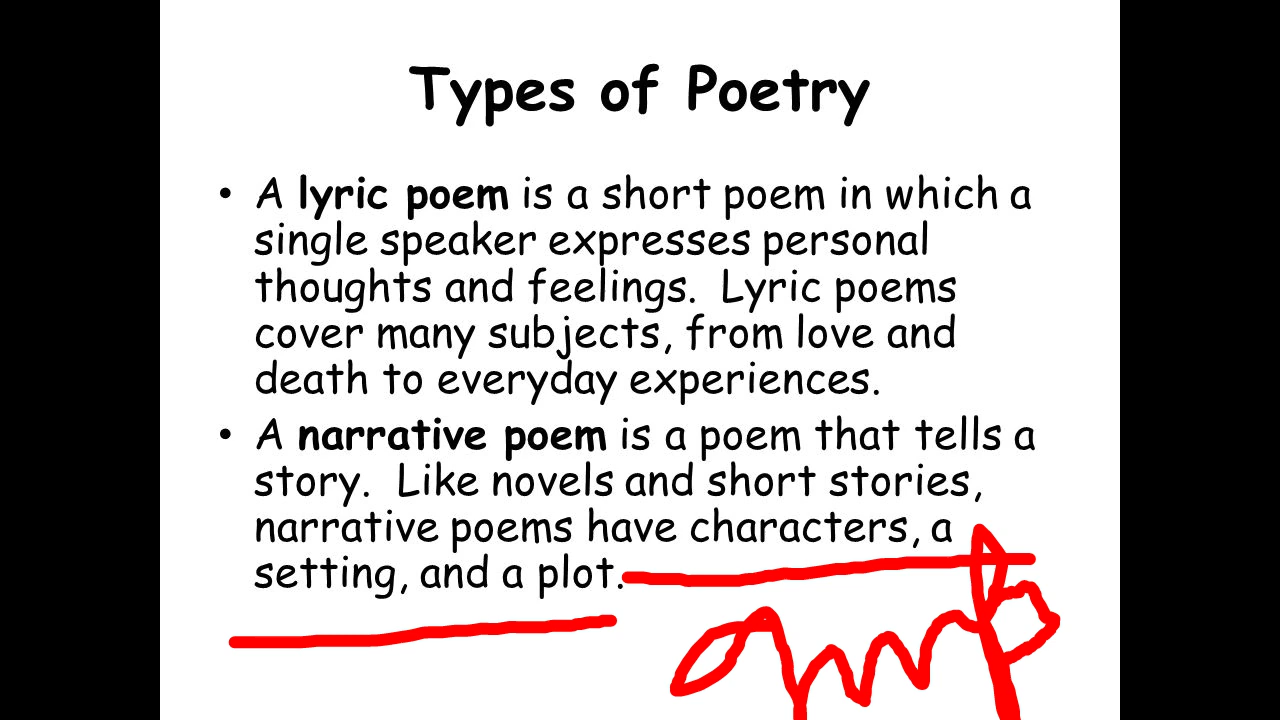 Types of Poetry
• A lyric poem is a short poem in which a
single speaker expresses personal
thoughts and feelings.  Lyric poems
cover many subjects, from love and
death to everyday experiences.
• A narrative poem is a poem that tells a
story.  Like novels and short stories,
narrative poems have characters, a
setting, and a plot.